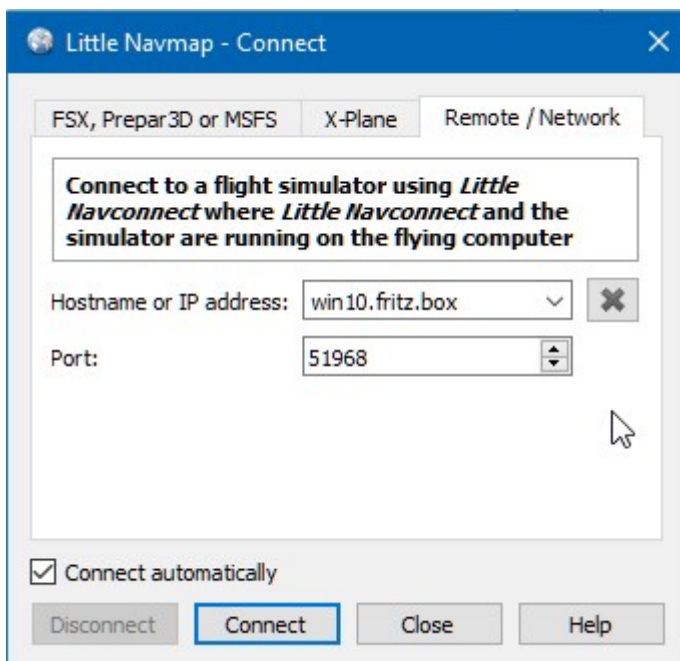 Little Navmap - Connect
FSX, Prepar3D or MSFS
X-Plane
Remote / Network
Connect to a flight simulator using Little
Navconnect where Little Navconnect and the
simulator are running on the flying computer
Hostname or IP address: win10.fritz.box
Port: 51968
Connect automatically
Disconnect
Connect
Close
Help